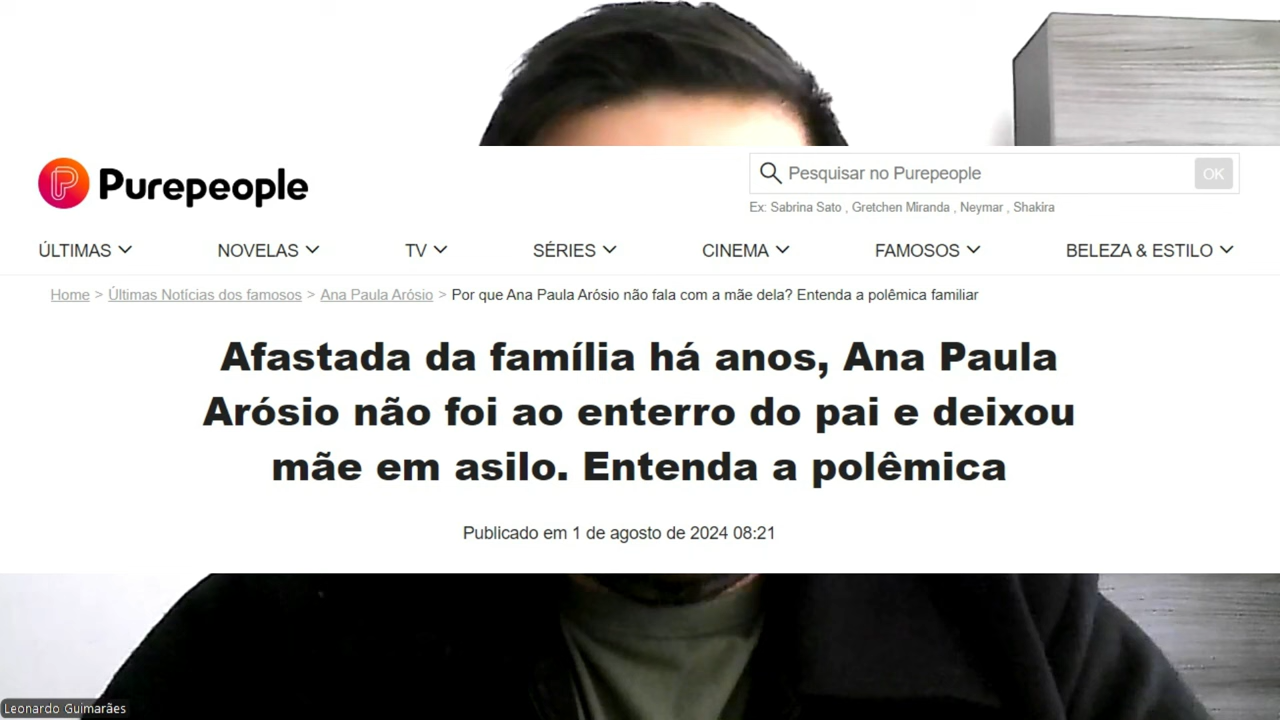 Purepeople
Pesquisar no Purepeople
OK
Ex: Sabrina Sato , Gretchen Miranda , Neymar , Shakira
ÚLTIMAS NOVELAS TV SÉRIES CINEMA FAMOSOS BELEZA & ESTILO
Home > Últimas Notícias dos famosos > Ana Paula Arósio > Por que Ana Paula Arósio não fala com a mãe dela? Entenda a polêmica familiar
Afastada da família há anos, Ana Paula
Arósio não foi ao enterro do pai e deixou
mãe em asilo. Entenda a polêmica
Publicado em 1 de agosto de 2024 08:21
Leonardo Guimarães